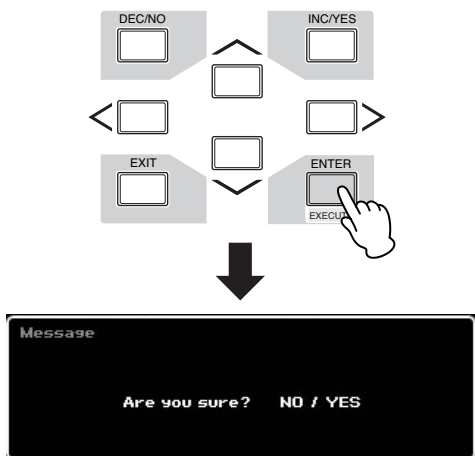 DEC/NO INC/YES
EXIT ENTER
Message
Are you sure? NO / YES